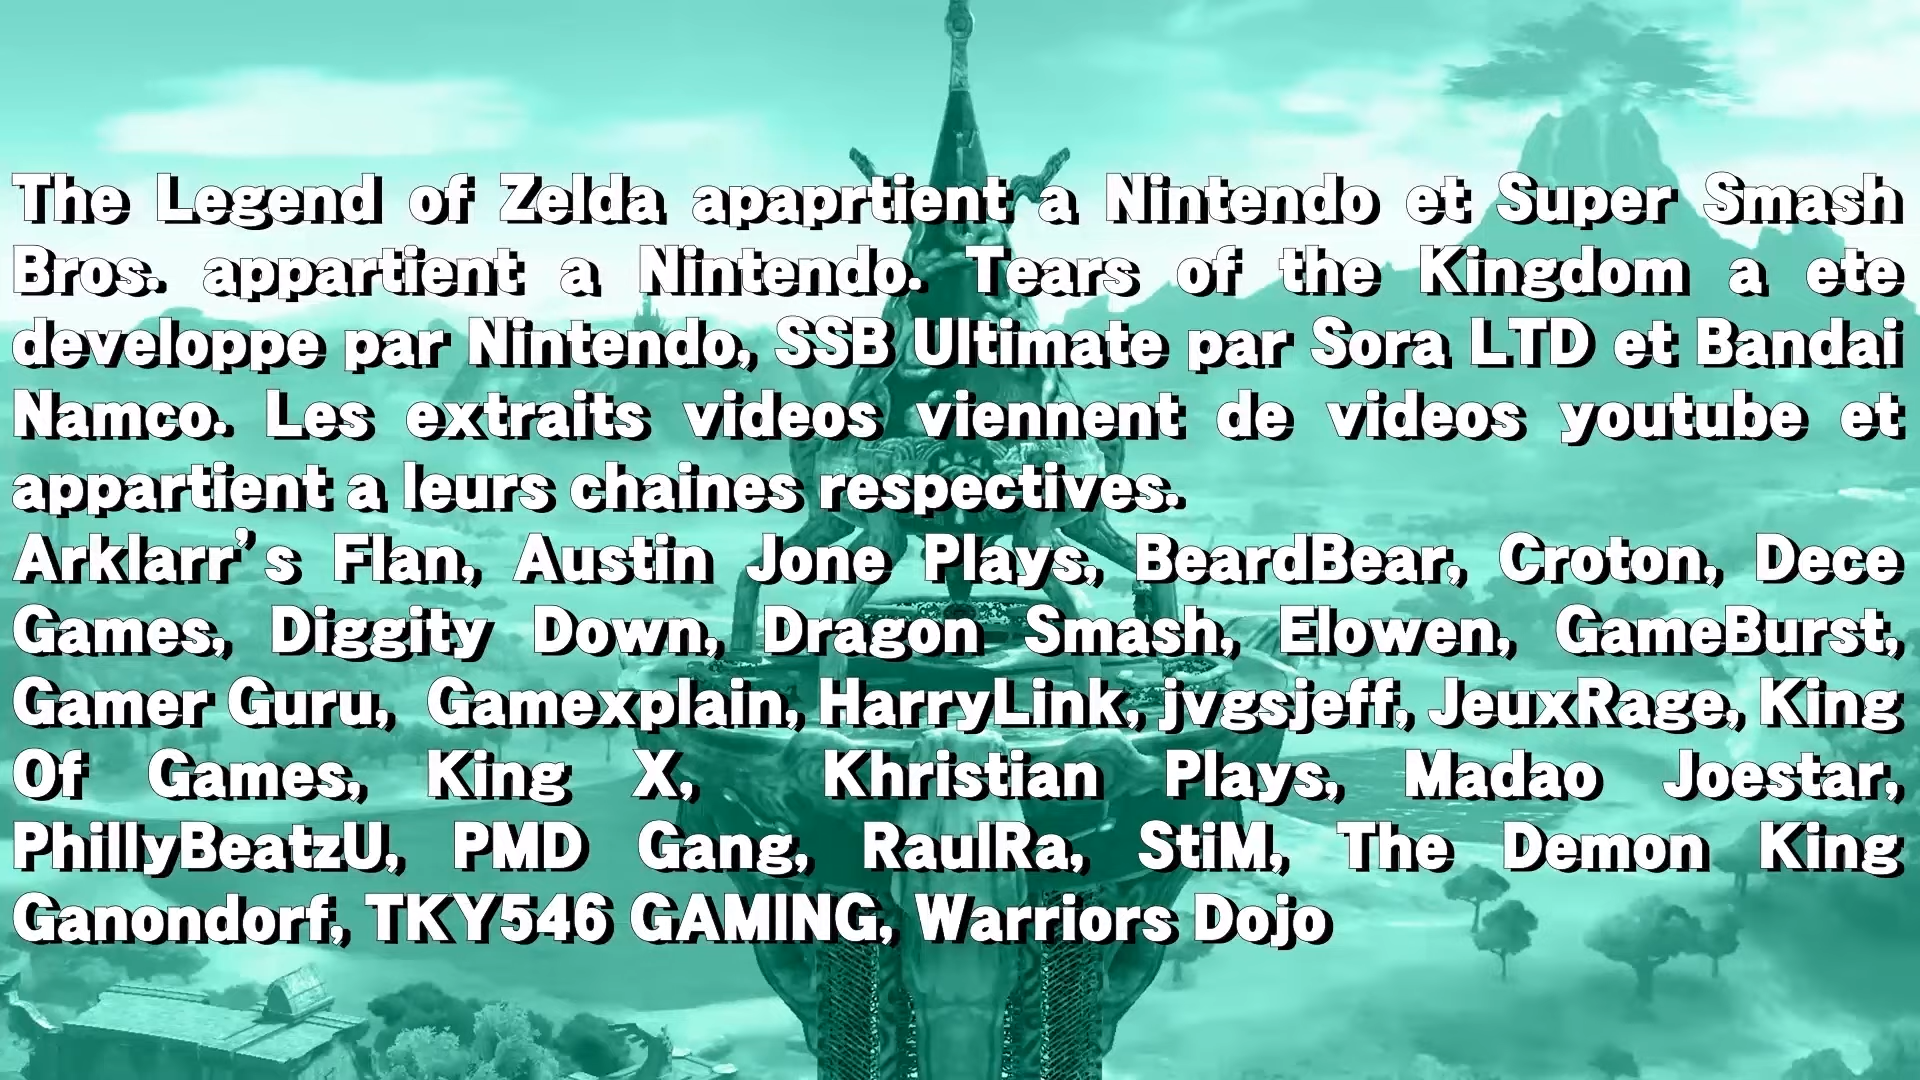 The Legend of Zelda apaprtient a Nintendo et Super Smash
Bros. appartient a Nintendo. Tears of the Kingdom a ete
developpe par Nintendo, SSB Ultimate par Sora LTD et Bandai
Namco. Les extraits videos viennent de videos youtube et
appartient a leurs chaines respectives.
Arklarr's Flan, Austin Jone Plays, BeardBear, Croton, Dece
Games, Diggity Down, Dragon Smash, Elowen, GameBurst,
Gamer Guru, Gamexplain, HarryLink, jvgsjeff, JeuxRage, King
Of Games, King X, Khristian Plays, Madao Joestar,
PhillyBeatzU, PMD Gang, RaulRa, StiM, The Demon King
Ganondorf, TKY546 GAMING, Warriors Dojo